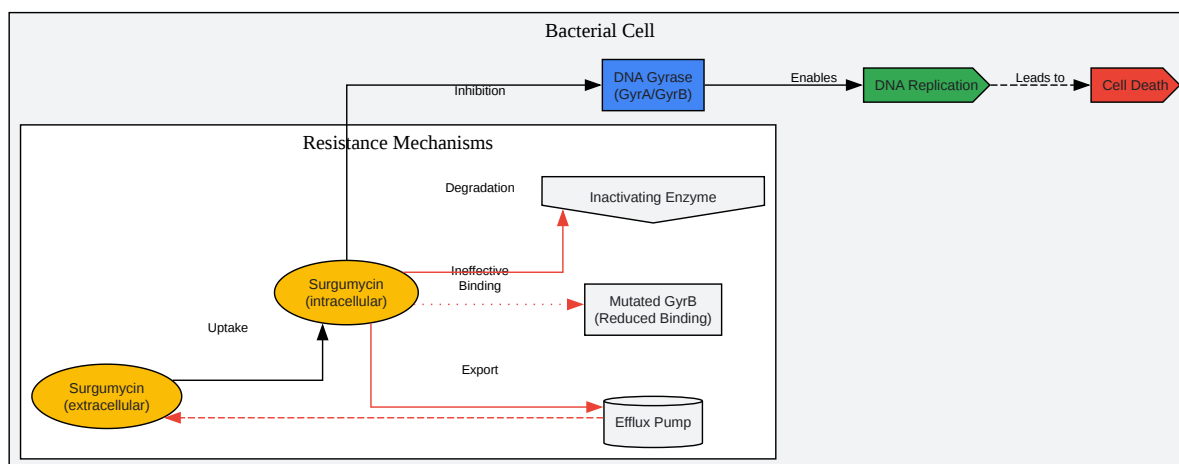 Bacterial Cell
DNA Gyrase
(GyrA/GyrB)
Enables
DNA Replication
Leads to
Cell Death
Inhibition
Resistance Mechanisms
Degradation
Inactivating Enzyme
Surgumycin
(intracellular)
Ineffective
Binding
Mutated GyrB
(Reduced Binding)
Uptake
Export
Surgumycin
(extracellular)
Efflux Pump